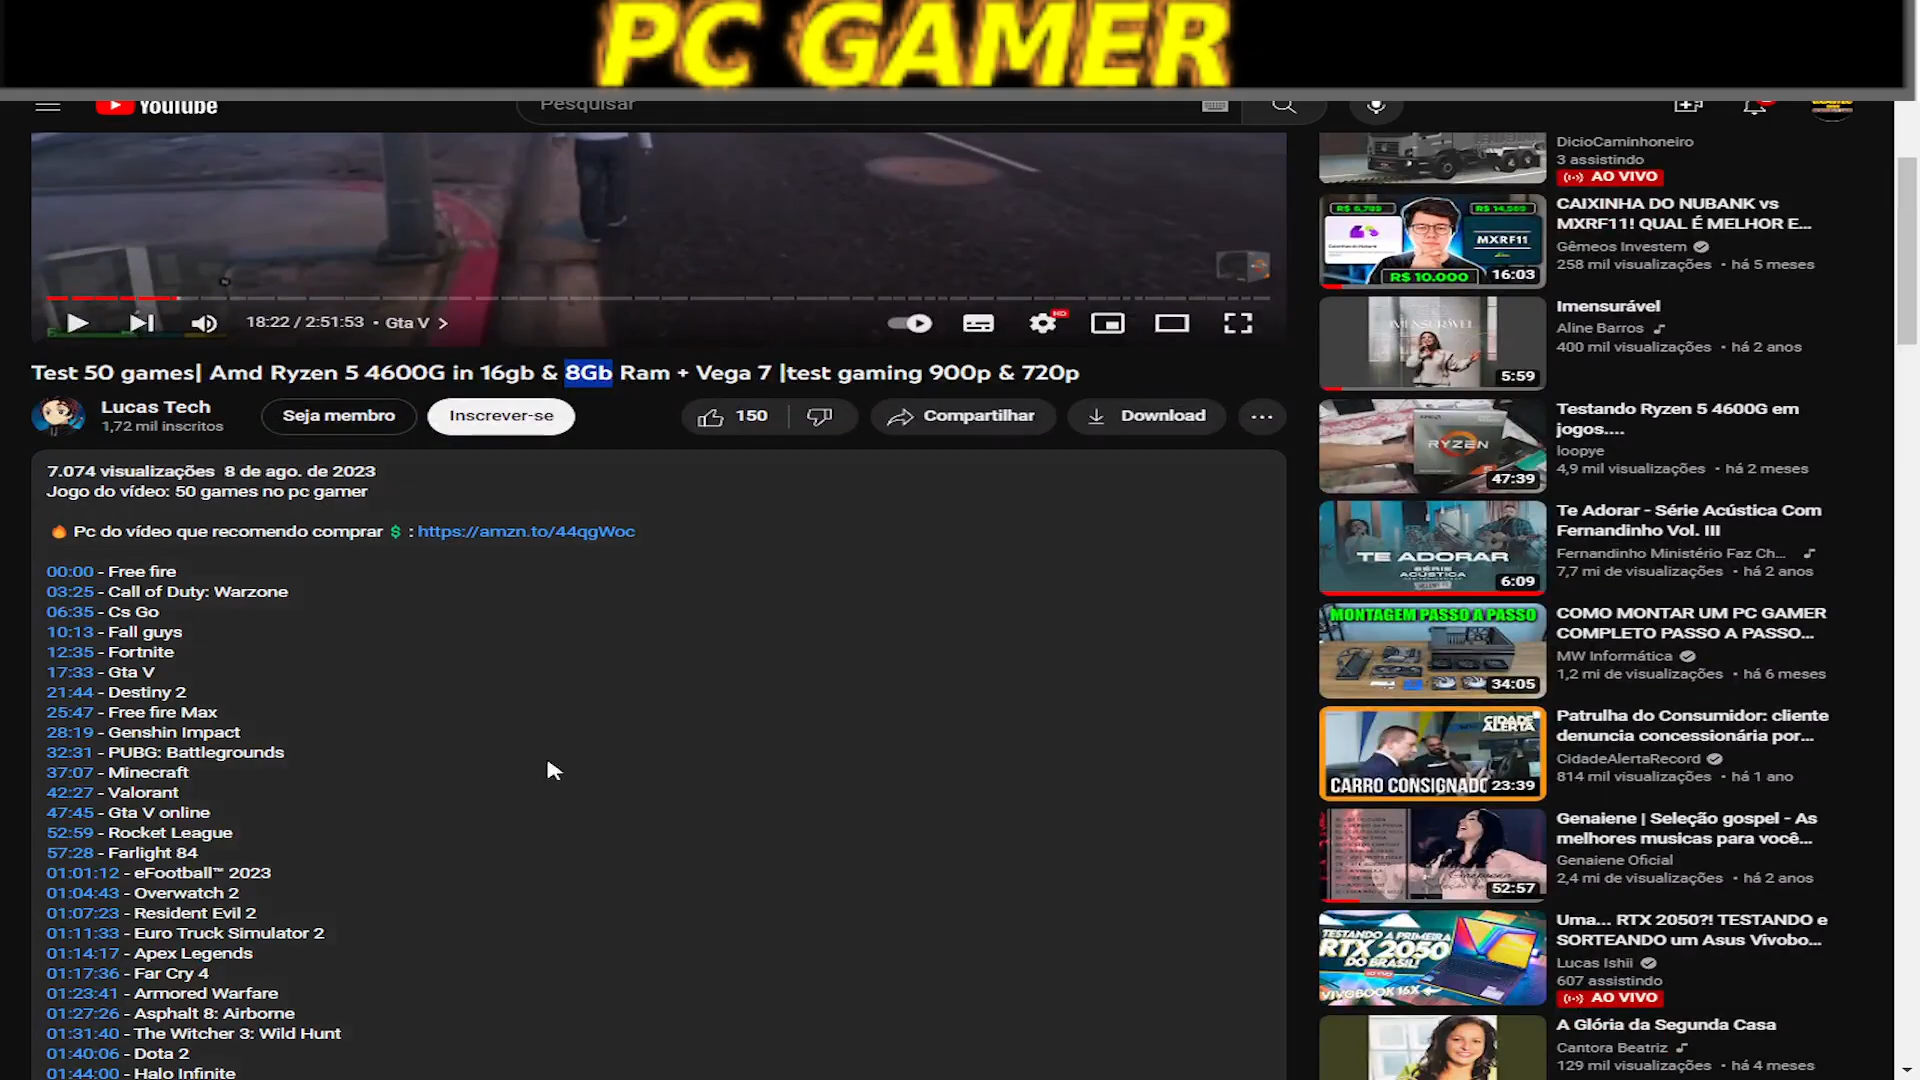 PC GAMER
YouTube
Pesquisar
18:22 / 2:51:53 • Gta V
HD
Test 50 games| Amd Ryzen 5 4600G in 16gb & 8Gb Ram + Vega 7 |test gaming 900p & 720p
Lucas Tech
1,72 mil inscritos
Seja membro
Inscrever-se
150
Compartilhar
Download
7.074 visualizações 8 de ago. de 2023
Jogo do vídeo: 50 games no pc gamer
Pc do vídeo que recomendo comprar $ : https://amzn.to/44qgWoc
00:00 - Free fire
03:25 - Call of Duty: Warzone
06:35 - Cs Go
10:13 - Fall guys
12:35 - Fortnite
17:33 - Gta V
21:44 - Destiny 2
25:47 - Free fire Max
28:19 - Genshin Impact
32:31 - PUBG: Battlegrounds
37:07 - Minecraft
42:27 - Valorant
47:45 - Gta V online
52:59 - Rocket League
57:28 - Farlight 84
01:01:12 - eFootball™ 2023
01:04:43 - Overwatch 2
01:07:23 - Resident Evil 2
01:11:33 - Euro Truck Simulator 2
01:14:17 - Apex Legends
01:17:36 - Far Cry 4
01:23:41 - Armored Warfare
01:27:26 - Asphalt 8: Airborne
01:31:40 - The Witcher 3: Wild Hunt
01:40:06 - Dota 2
01:44:00 - Halo Infinite
DicioCaminhoneiro
3 assistindo
AO VIVO
MXRF11
R$ 10.000
16:03
CAIXINHA DO NUBANK vs
MXRF11! QUAL É MELHOR E...
Gêmeos Investem
258 mil visualizações • há 5 meses
5:59
Imensurável
Aline Barros
400 mil visualizações • há 2 anos
RYZEN
47:39
Testando Ryzen 5 4600G em
jogos....
loopye
4,9 mil visualizações • há 2 meses
TE ADORAR
SÉRIE
ACÚSTICA
6:09
Te Adorar - Série Acústica Com
Fernandinho Vol. III
Fernandinho Ministério Faz Ch...
7,7 mi de visualizações • há 2 anos
MONTAGEM PASSO A PASSO
34:05
COMO MONTAR UM PC GAMER
COMPLETO PASSO A PASSO...
MW Informática
1,2 mi de visualizações • há 6 meses
CIDADE
ALERTA
CARRO CONSIGNADO
23:39
Patrulha do Consumidor: cliente
denuncia concessionária por...
CidadeAlertaRecord
814 mil visualizações • há 1 ano
52:57
Genaiene | Seleção gospel - As
melhores musicas para você...
Genaiene Oficial
2,4 mi de visualizações • há 2 anos
TESTANDO A PRIMEIRA
RTX 2050
DO BRASIL!
VIVOBOOK 16X
Uma... RTX 2050?! TESTANDO e
SORTEANDO um Asus Vivobo...
Lucas Ishii
607 assistindo
AO VIVO
A Glória da Segunda Casa
Cantora Beatriz
129 mil visualizações • há 4 meses